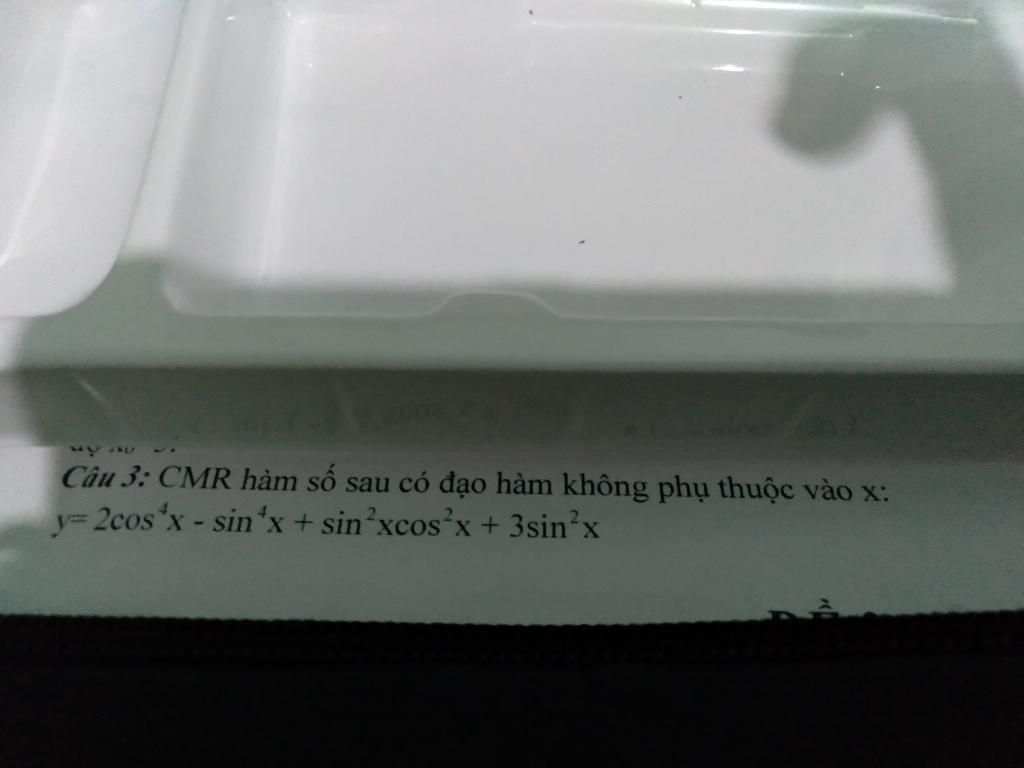 Câu 3: CMR hàm số sau có đạo hàm không phụ thuộc vào x:
y= 2cos⁴x - sin⁴x + sin²xcos²x + 3sin²x